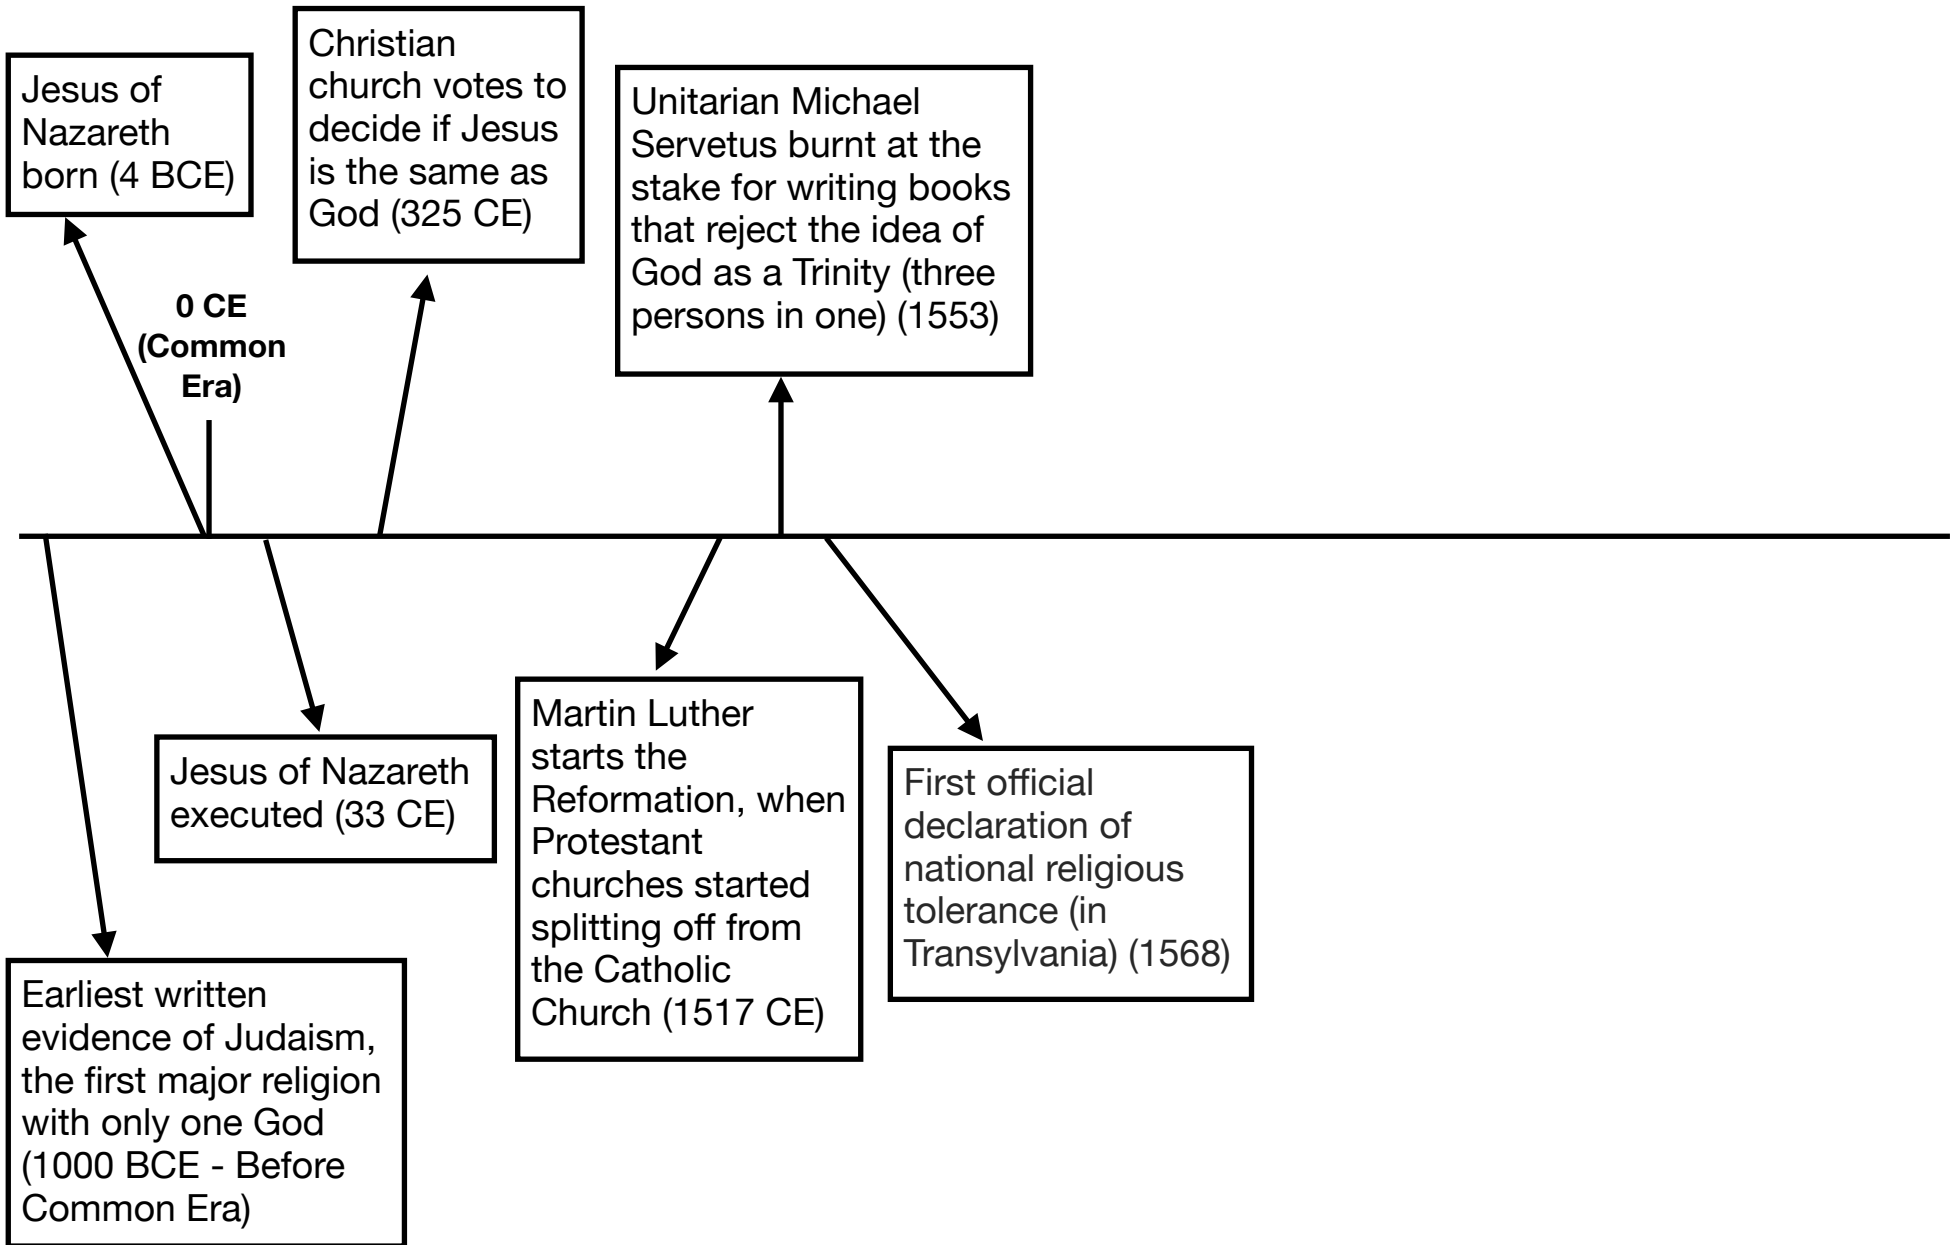 Jesus of
Nazareth
born (4 BCE)
0 CE
(Common
Era)
Christian
church votes to
decide if Jesus
is the same as
God (325 CE)
Unitarian Michael
Servetus burnt at the
stake for writing books
that reject the idea of
God as a Trinity (three
persons in one) (1553)
Earliest written
evidence of Judaism,
the first major religion
with only one God
(1000 BCE - Before
Common Era)
Jesus of Nazareth
executed (33 CE)
Martin Luther
starts the
Reformation, when
Protestant
churches started
splitting off from
the Catholic
Church (1517 CE)
First official
declaration of
national religious
tolerance (in
Transylvania) (1568)